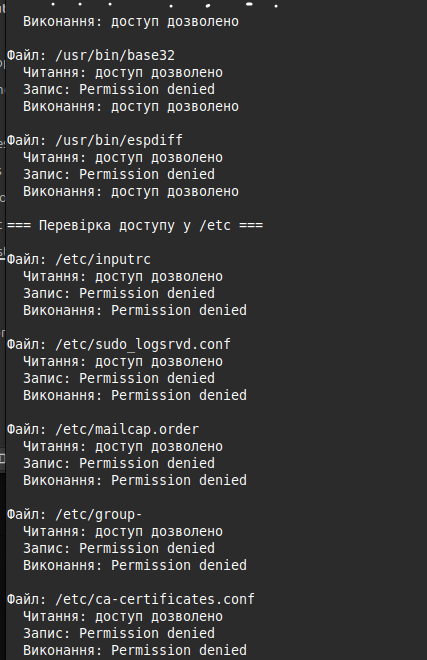 Виконання: доступ дозволено
Файл: /usr/bin/base32
Читання: доступ дозволено
Запис: Permission denied
Виконання: доступ дозволено
Файл: /usr/bin/espdiff
Читання: доступ дозволено
Запис: Permission denied
Виконання: доступ дозволено
=== Перевірка доступу у /etc ===
Файл: /etc/inputrc
Читання: доступ дозволено
Запис: Permission denied
Виконання: Permission denied
Файл: /etc/sudo_logsrvd.conf
Читання: доступ дозволено
Запис: Permission denied
Виконання: Permission denied
Файл: /etc/mailcap.order
Читання: доступ дозволено
Запис: Permission denied
Виконання: Permission denied
Файл: /etc/group-
Читання: доступ дозволено
Запис: Permission denied
Виконання: Permission denied
Файл: /etc/ca-certificates.conf
Читання: доступ дозволено
Запис: Permission denied
Виконання: Permission denied